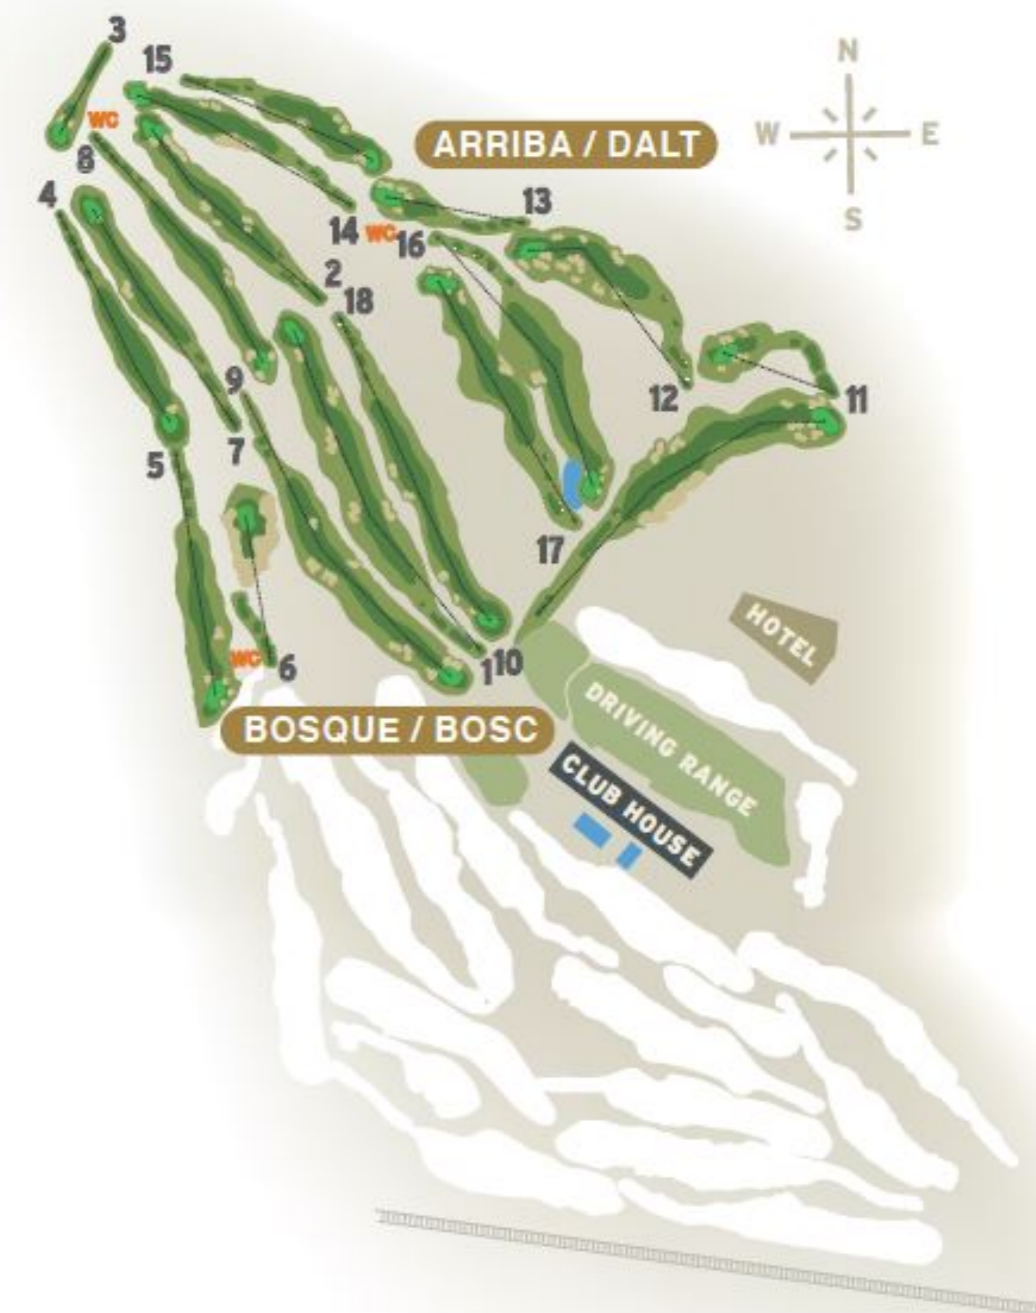 3
15
N
WC
ARRIBA / DALT
W
E
8
4
13
S
14
WC
16
2
18
9
12
11
5
7
17
HOTEL
WC
6
1
10
DRIVING RANGE
BOSQUE / BOSC
CLUB HOUSE